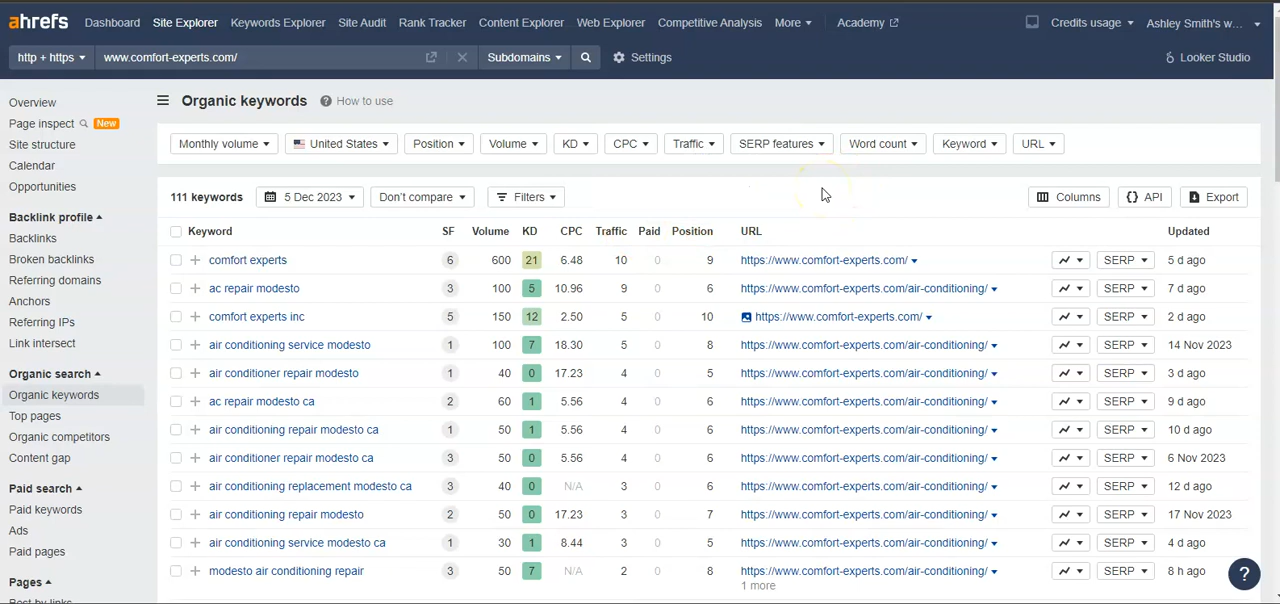 ahrefs Dashboard Site Explorer Keywords Explorer Site Audit Rank Tracker Content Explorer Web Explorer Competitive Analysis More Academy Credits usage Ashley Smith's w...
http + https www.comfort-experts.com/ Subdomains Settings Looker Studio
Overview
Page inspect New
Site structure
Calendar
Opportunities
Backlink profile
Backlinks
Broken backlinks
Referring domains
Anchors
Referring IPs
Link intersect
Organic search
Organic keywords
Top pages
Organic competitors
Content gap
Paid search
Paid keywords
Ads
Paid pages
Pages
Best by links
Organic keywords ? How to use
Monthly volume United States Position Volume KD CPC Traffic SERP features Word count Keyword URL
111 keywords 5 Dec 2023 Don't compare Filters Columns API Export
Keyword SF Volume KD CPC Traffic Paid Position URL Updated
comfort experts 6 600 21 6.48 10 0 9 https://www.comfort-experts.com/ SERP 5 d ago
ac repair modesto 3 100 5 10.96 9 0 6 https://www.comfort-experts.com/air-conditioning/ SERP 7 d ago
comfort experts inc 5 150 12 2.50 5 0 10 https://www.comfort-experts.com/ SERP 2 d ago
air conditioning service modesto 1 100 7 18.30 5 0 8 https://www.comfort-experts.com/air-conditioning/ SERP 14 Nov 2023
air conditioner repair modesto 1 40 0 17.23 4 0 5 https://www.comfort-experts.com/air-conditioning/ SERP 3 d ago
ac repair modesto ca 2 60 1 5.56 4 0 6 https://www.comfort-experts.com/air-conditioning/ SERP 9 d ago
air conditioning repair modesto ca 1 50 1 5.56 4 0 6 https://www.comfort-experts.com/air-conditioning/ SERP 10 d ago
air conditioner repair modesto ca 3 50 0 5.56 4 0 6 https://www.comfort-experts.com/air-conditioning/ SERP 6 Nov 2023
air conditioning replacement modesto ca 3 40 0 N/A 3 0 6 https://www.comfort-experts.com/air-conditioning/ SERP 12 d ago
air conditioning repair modesto 2 50 0 17.23 3 0 7 https://www.comfort-experts.com/air-conditioning/ SERP 17 Nov 2023
air conditioning service modesto ca 1 30 1 8.44 3 0 5 https://www.comfort-experts.com/air-conditioning/ SERP 4 d ago
modesto air conditioning repair 3 50 7 N/A 2 0 8 https://www.comfort-experts.com/air-conditioning/ SERP 8 h ago
1 more
?